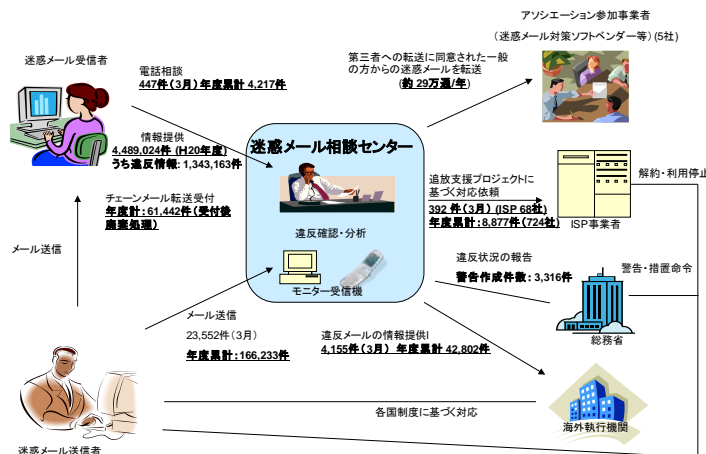 アソシエーション参加事業者
（迷惑メール対策ソフトベンダー等）(5社)
迷惑メール受信者
電話相談
447件（3月）年度累計 4,217件
第三者への転送に同意された一般
の方からの迷惑メールを転送
(約 29万通/年)
情報提供
4,489,024件 (H20年度)
うち違反情報：1,343,163件
迷惑メール相談センター
追放支援プロジェクトに
基づく対応依頼
392 件（3月）(ISP 68社)
年度累計：8,877件（724社）
解約・利用停止
ISP事業者
チェーンメール転送受付
年度計：61,442件（受付後
廃棄処理）
違反確認・分析
メール送信
違反状況の報告
警告作成件数：3,316件
警告・措置命令
モニター受信機
総務省
メール送信
23,552件（3月）
年度累計：166,233件
違反メールの情報提供I
4,155件（3月） 年度累計 42,802件
各国制度に基づく対応
海外執行機関
迷惑メール送信者